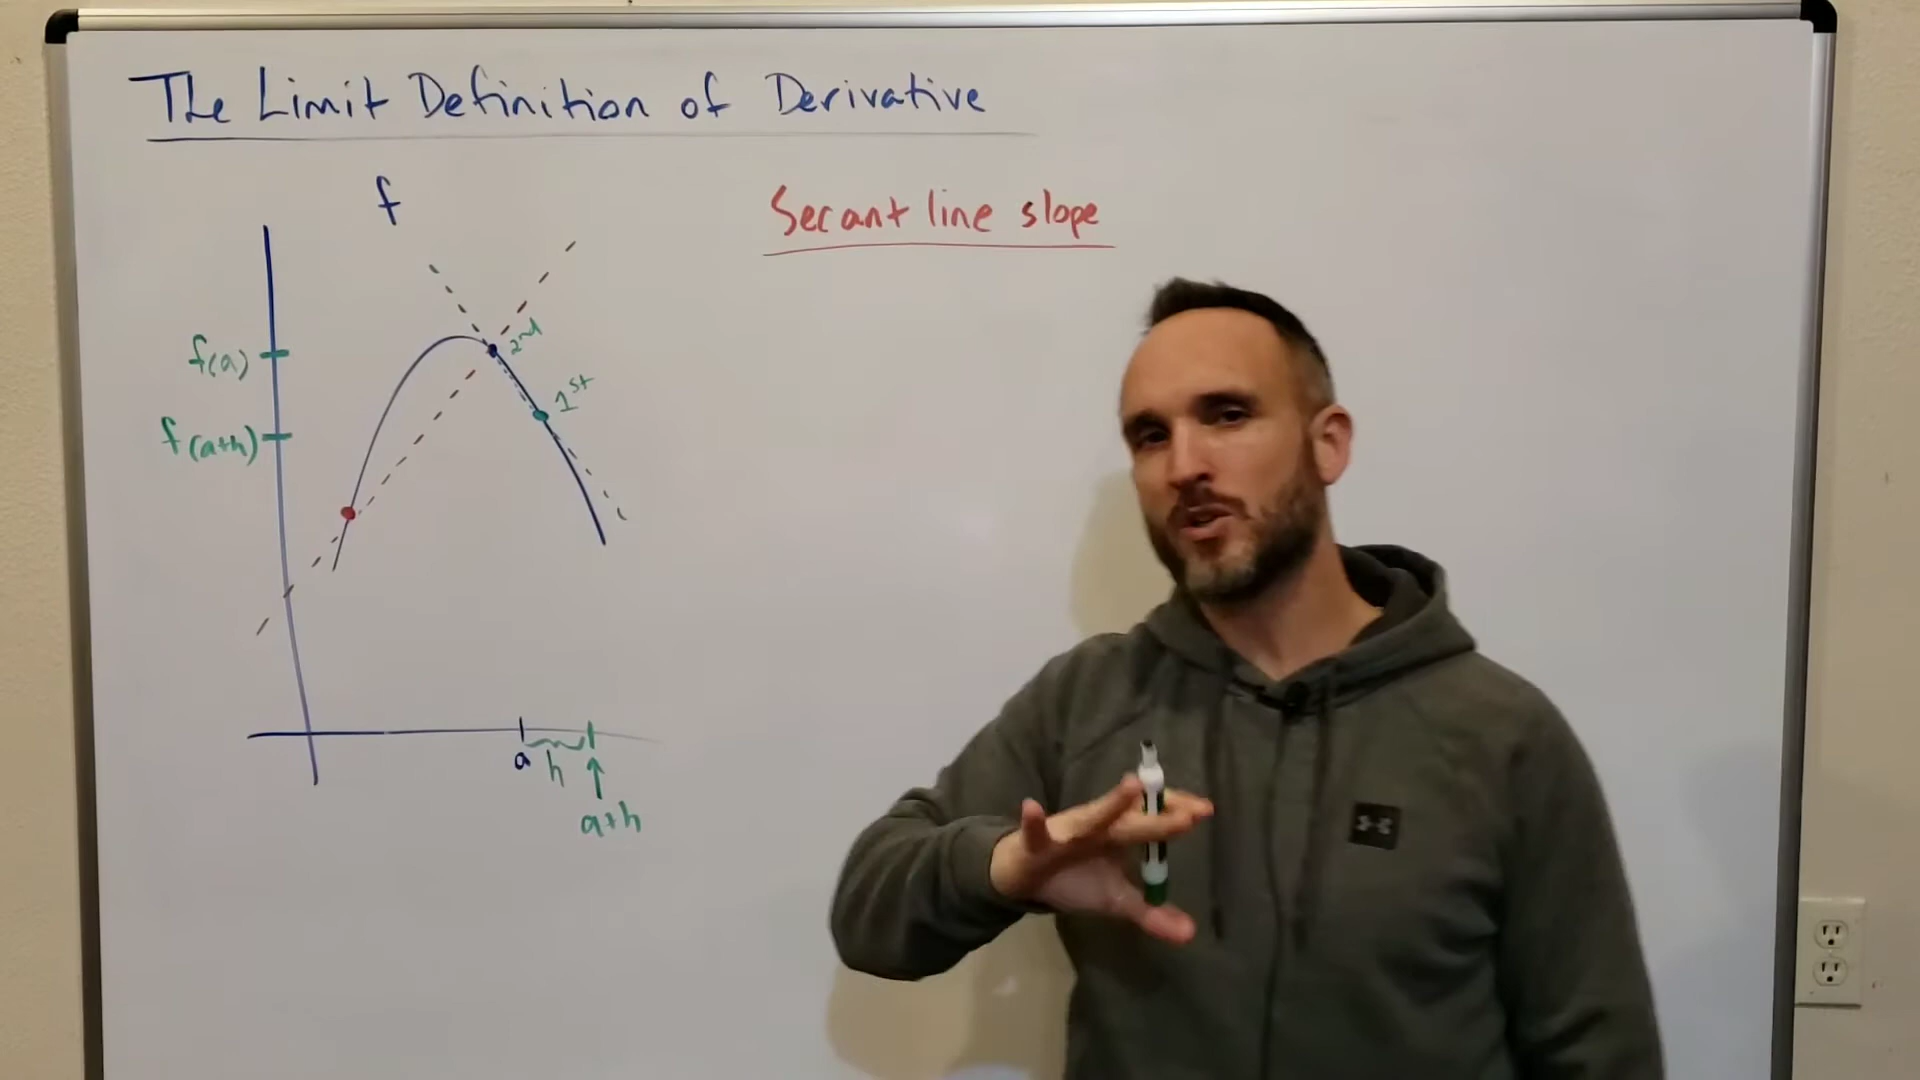 The Limit Definition of Derivative
f
Secant line slope
2nd
f(a)
1st
f(a+h)
a
h
a+h